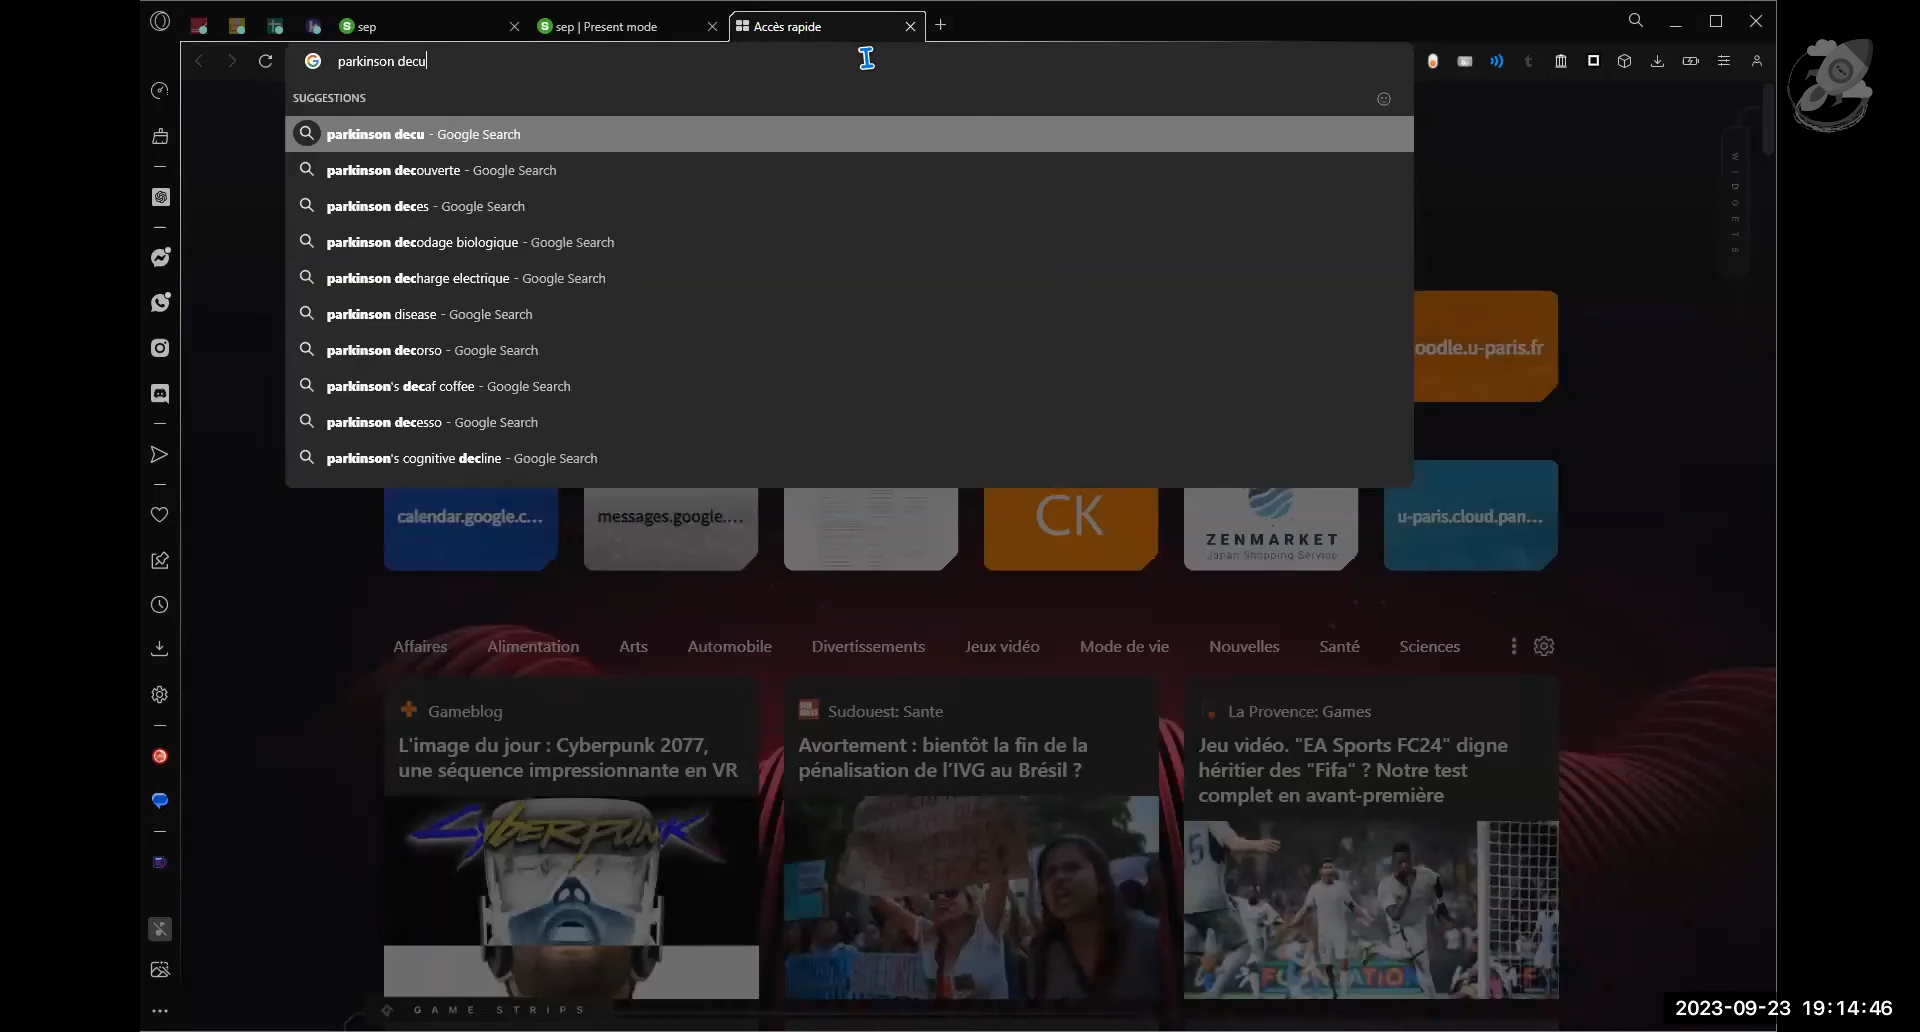 sep
sep | Present mode
Accès rapide
parkinson decu
SUGGESTIONS
parkinson decu - Google Search
parkinson decouverte - Google Search
parkinson deces - Google Search
parkinson decodage biologique - Google Search
parkinson decharge electrique - Google Search
parkinson disease - Google Search
parkinson decorso - Google Search
parkinson's decaf coffee - Google Search
parkinson decesso - Google Search
parkinson's cognitive decline - Google Search
WIDGETS
oodle.u-paris.fr
calendar.google.c...
messages.google....
CK
ZENMARKET
Japan Shopping Service
u-paris.cloud.pan...
Affaires
Alimentation
Arts
Automobile
Divertissements
Jeux vidéo
Mode de vie
Nouvelles
Santé
Sciences
Gameblog
L'image du jour : Cyberpunk 2077,
une séquence impressionnante en VR
CYBERPUNK
Sudouest: Sante
Avortement : bientôt la fin de la
pénalisation de l'IVG au Brésil ?
La Provence: Games
Jeu vidéo. "EA Sports FC24" digne
héritier des "Fifa" ? Notre test
complet en avant-première
GAME STRIPS
2023-09-23 19:14:46